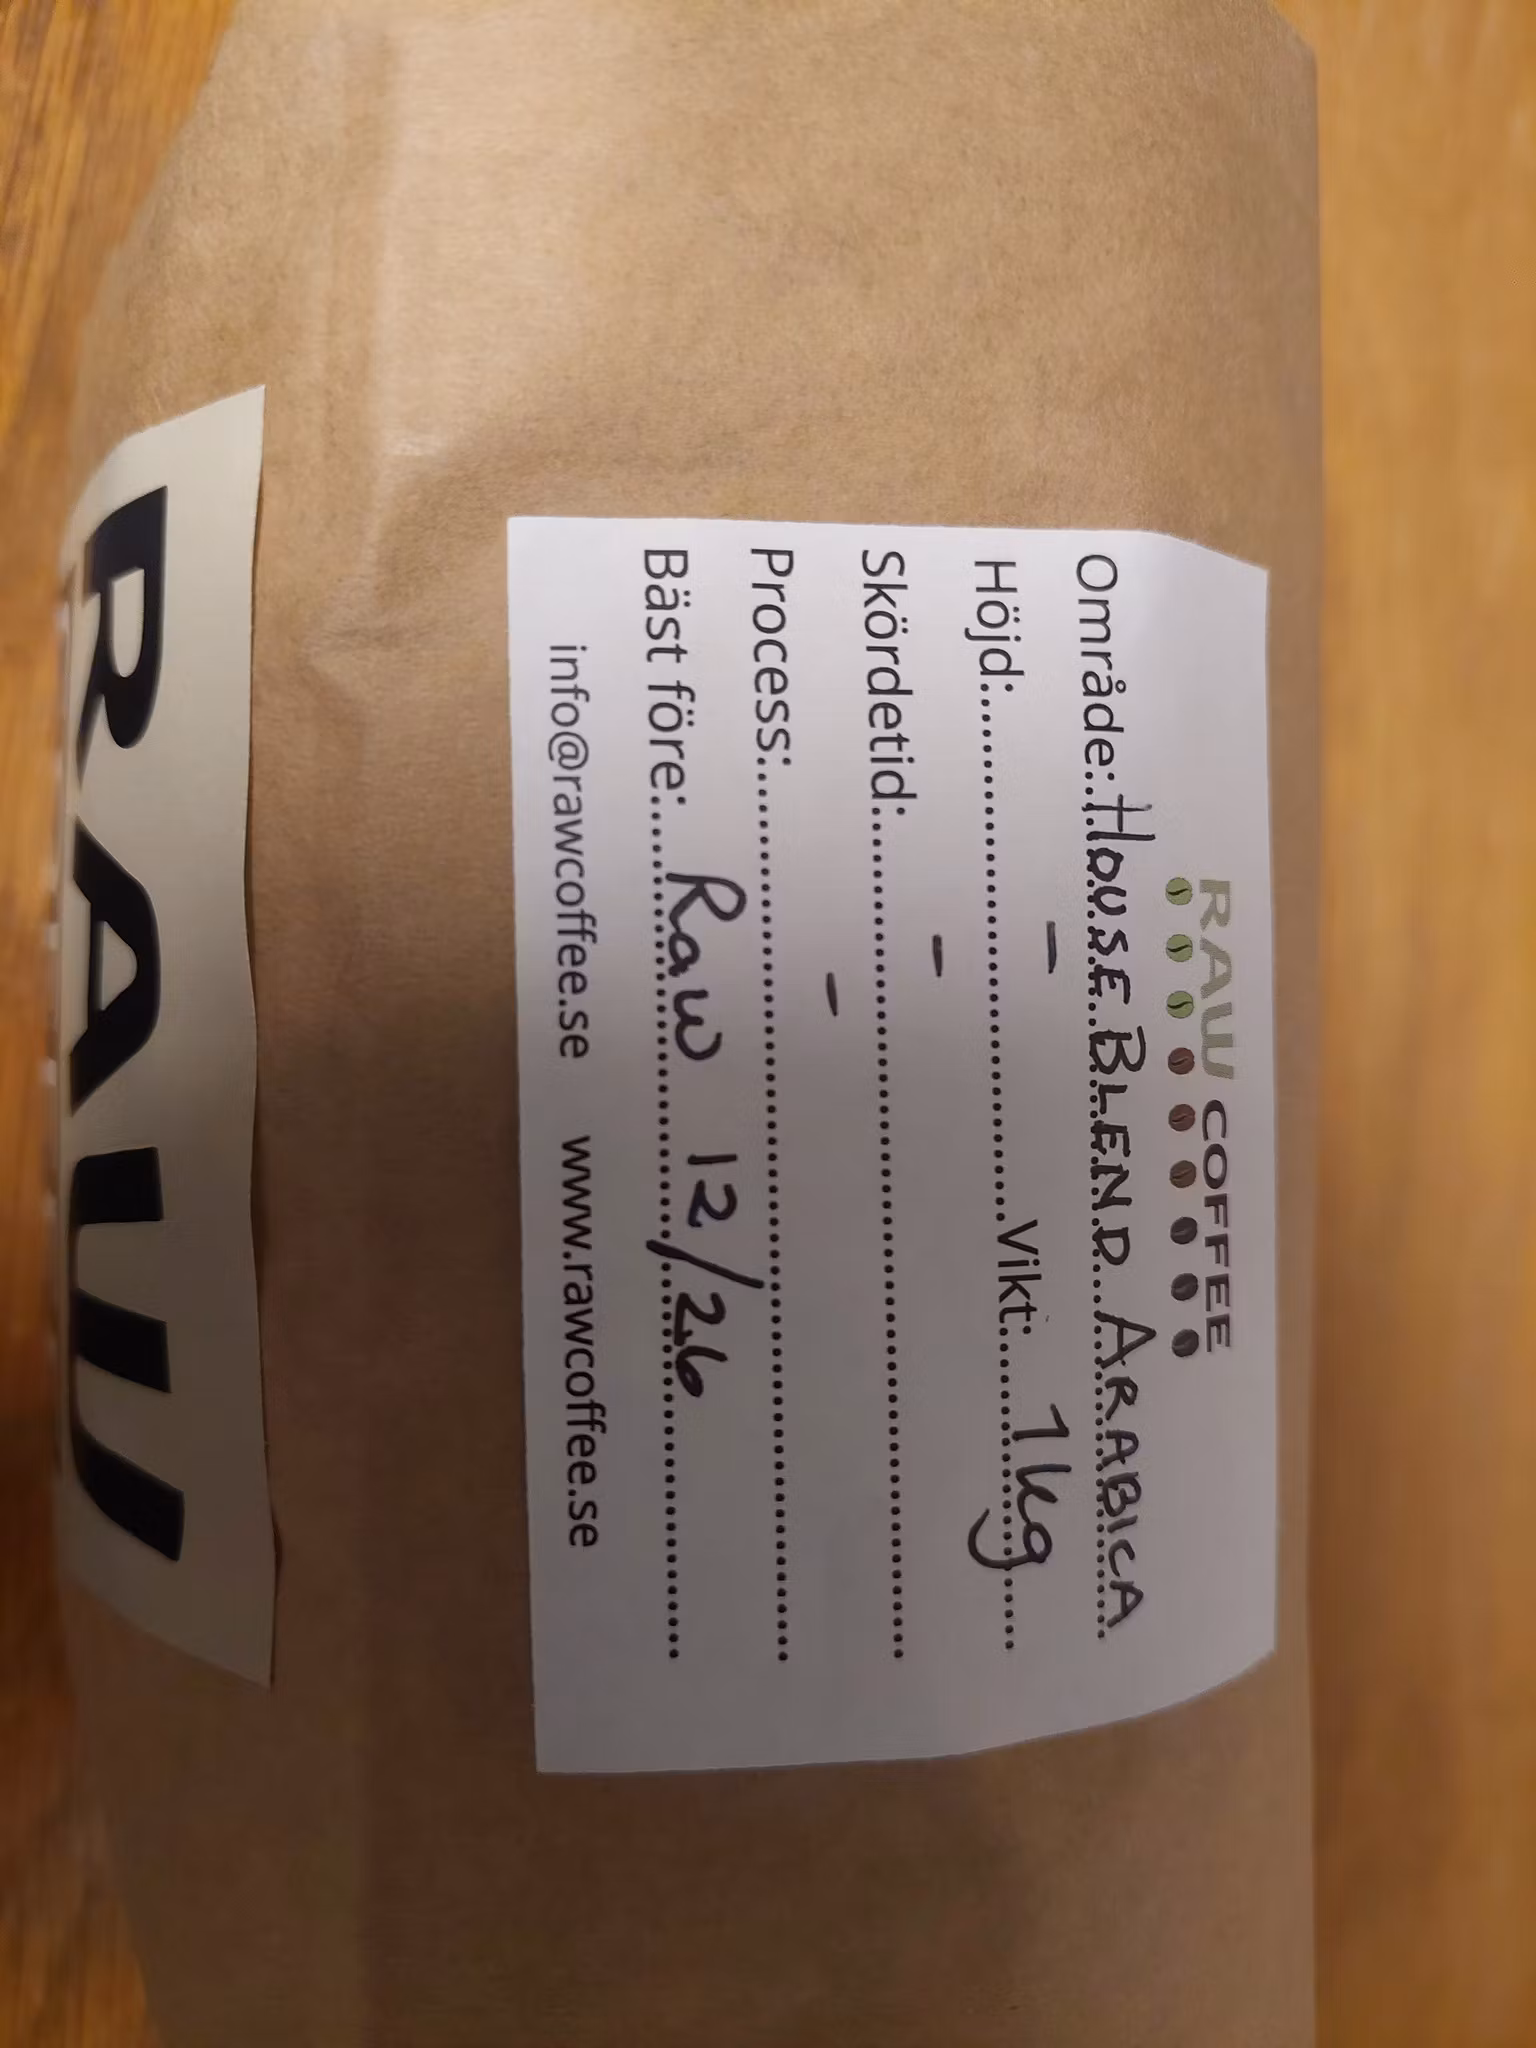 RAW COFFEE
Område: HOUSE BLEND ARABICA
Höjd: - Vikt: 1kg
Skördetid: -
Process: -
Bäst före: Raw 12/26
info@rawcoffee.se www.rawcoffee.se
RAW